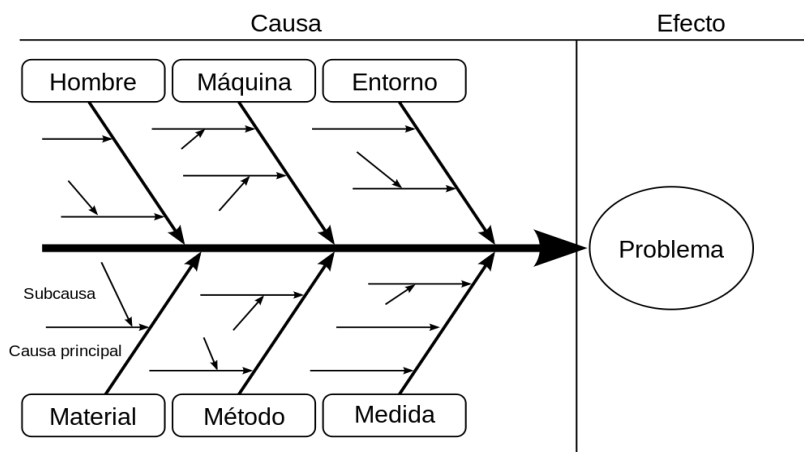 Causa
Efecto
Hombre
Máquina
Entorno
Problema
Subcausa
Causa principal
Material
Método
Medida